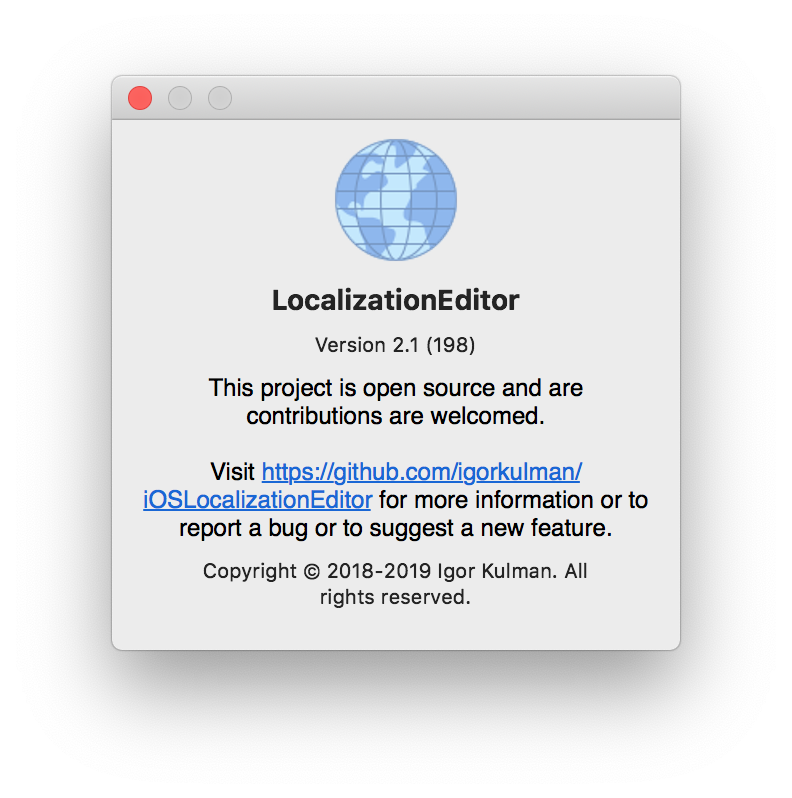 LocalizationEditor
Version 2.1 (198)
This project is open source and are
contributions are welcomed.
Visit https://github.com/igorkulman/
iOSLocalizationEditor for more information or to
report a bug or to suggest a new feature.
Copyright © 2018-2019 Igor Kulman. All
rights reserved.